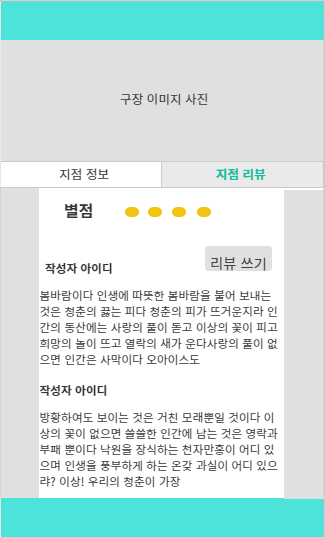 구장 이미지 사진
지점 정보
지점 리뷰
별점
리뷰 쓰기
작성자 아이디
봄바람이다 인생에 따뜻한 봄바람을 불어 보내는
것은 청춘의 끓는 피다 청춘의 피가 뜨거운지라 인
간의 동산에는 사랑의 풀이 돋고 이상의 꽃이 피고
희망의 놀이 뜨고 열락의 새가 운다사랑의 풀이 없
으면 인간은 사막이다 오아이스도
작성자 아이디
방황하여도 보이는 것은 거친 모래뿐일 것이다 이
상의 꽃이 없으면 쓸쓸한 인간에 남는 것은 영락과
부패 뿐이다 낙원을 장식하는 천자만홍이 어디 있
으며 인생을 풍부하게 하는 온갖 과실이 어디 있으
랴? 이상! 우리의 청춘이 가장